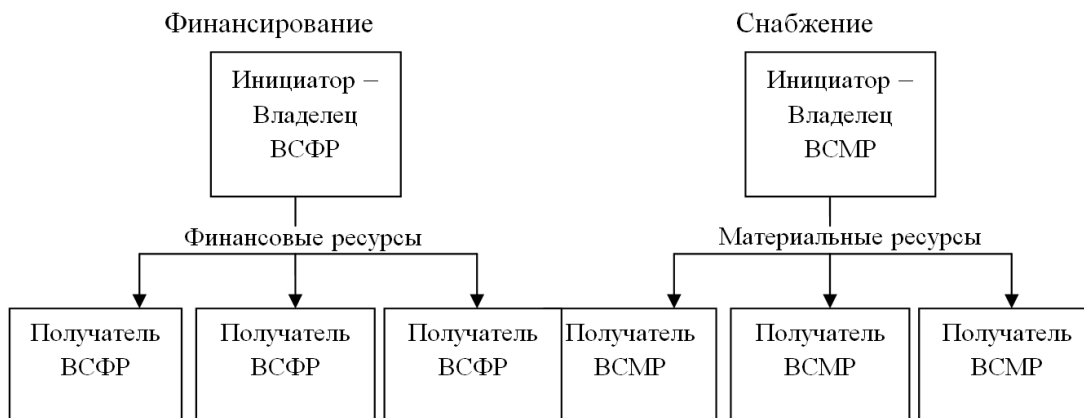 Финансирование
Снабжение
Инициатор –
Владелец
ВСФР
Инициатор –
Владелец
ВСМР
Финансовые ресурсы
Материальные ресурсы
Получатель
ВСФР
Получатель
ВСФР
Получатель
ВСФР
Получатель
ВСМР
Получатель
ВСМР
Получатель
ВСМР